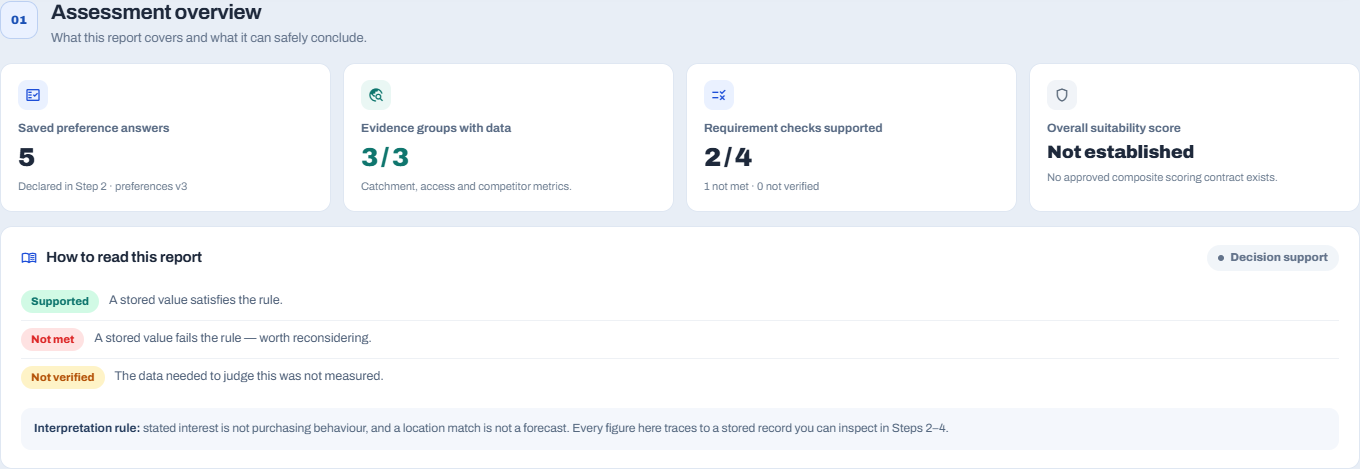 01
Assessment overview
What this report covers and what it can safely conclude.
Saved preference answers
5
Declared in Step 2 · preferences v3
Evidence groups with data
3/3
Catchment, access and competitor metrics.
Requirement checks supported
2/4
1 not met · 0 not verified
Overall suitability score
Not established
No approved composite scoring contract exists.
How to read this report
Decision support
Supported A stored value satisfies the rule.
Not met A stored value fails the rule — worth reconsidering.
Not verified The data needed to judge this was not measured.
Interpretation rule: stated interest is not purchasing behaviour, and a location match is not a forecast. Every figure here traces to a stored record you can inspect in Steps 2–4.